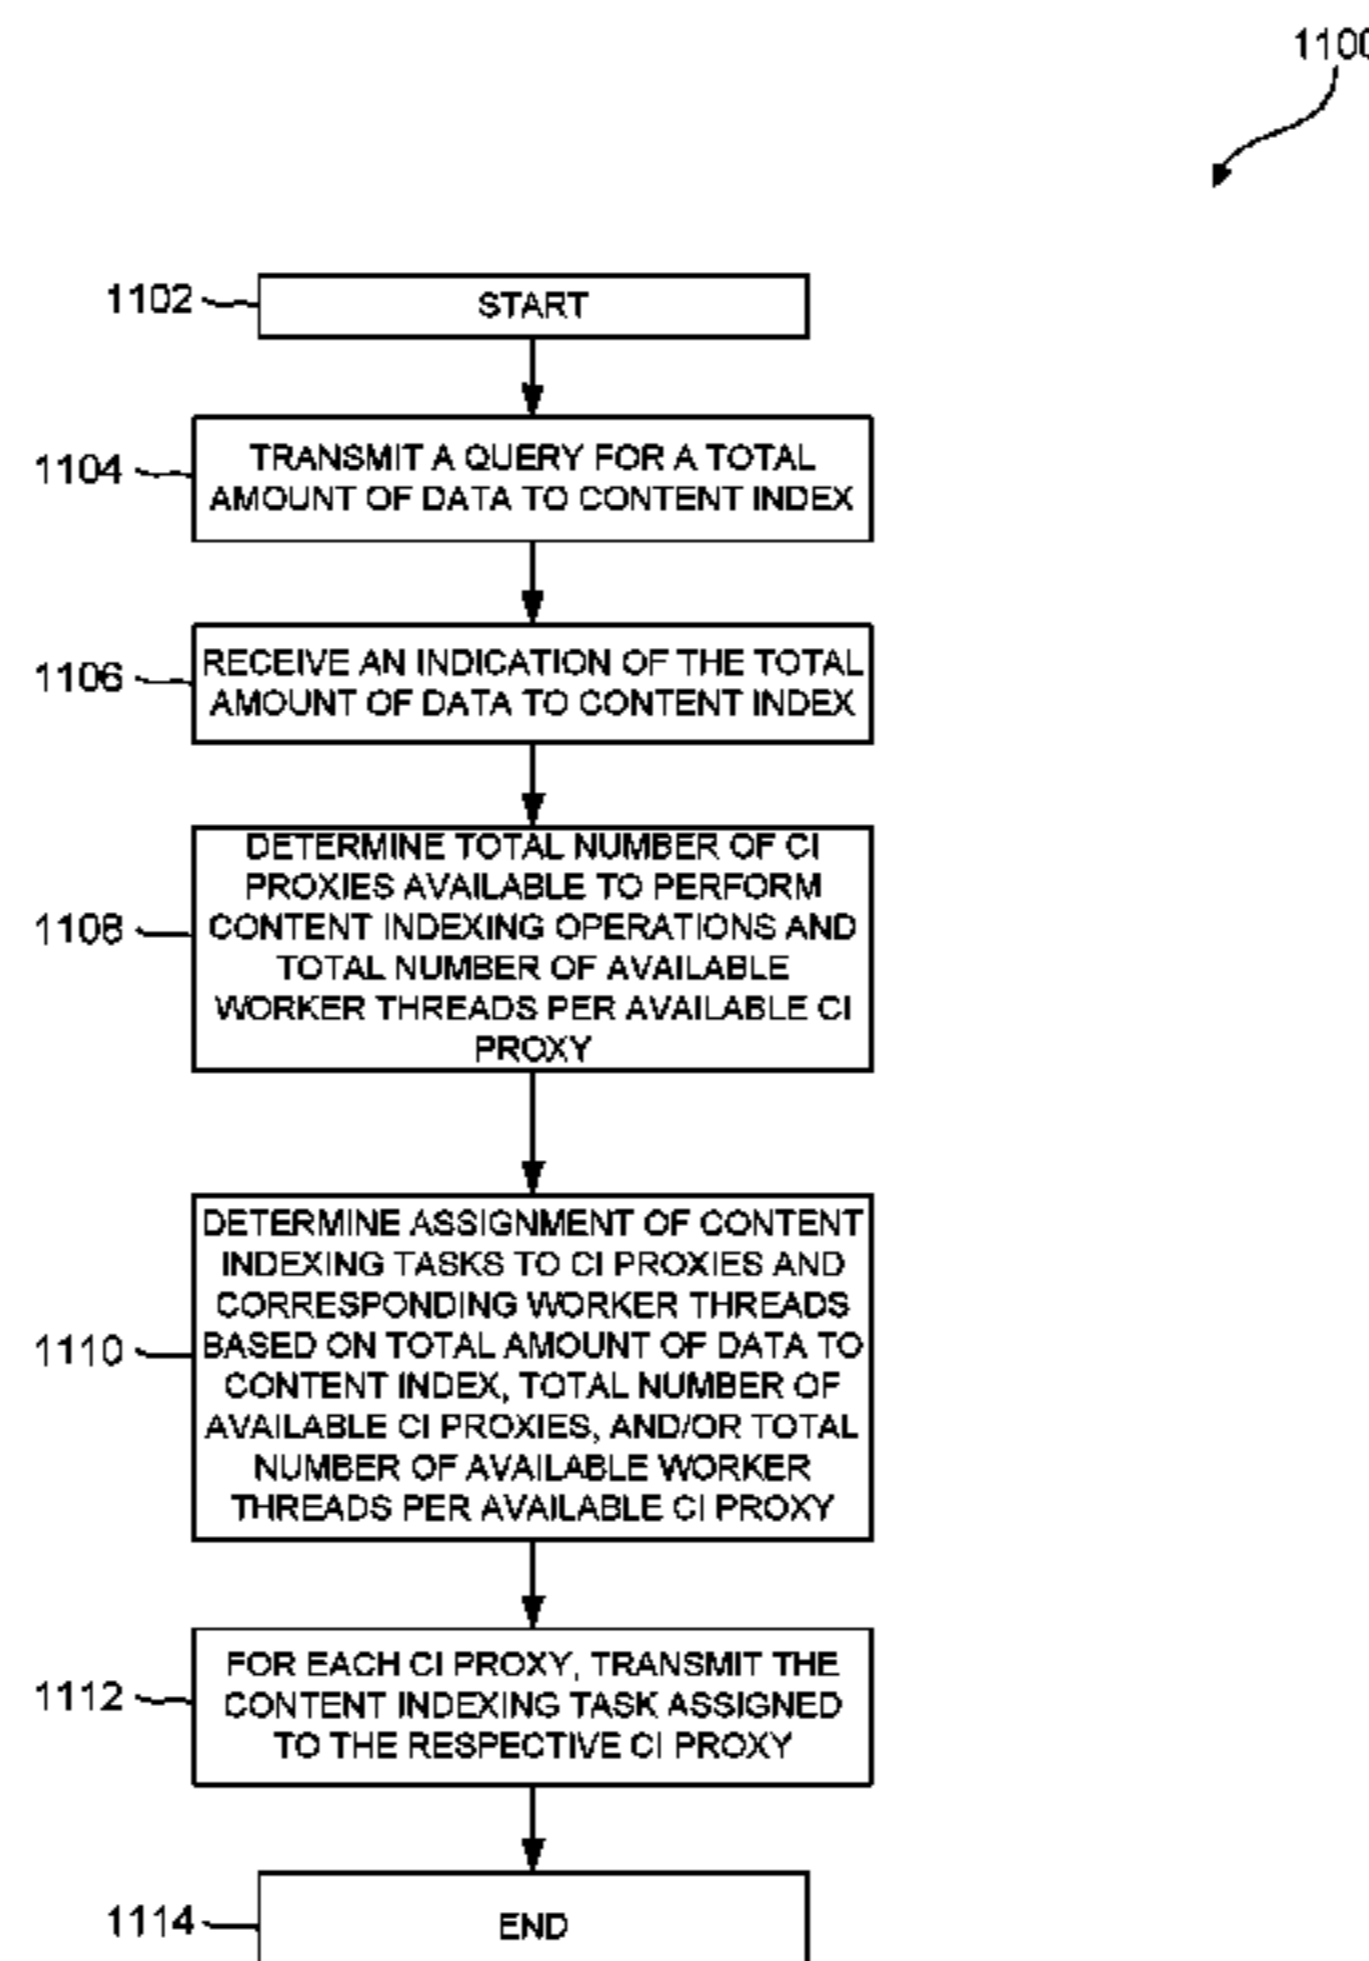 1100
1102
START
1104
TRANSMIT A QUERY FOR A TOTAL
AMOUNT OF DATA TO CONTENT INDEX
1106
RECEIVE AN INDICATION OF THE TOTAL
AMOUNT OF DATA TO CONTENT INDEX
1108
DETERMINE TOTAL NUMBER OF CI
PROXIES AVAILABLE TO PERFORM
CONTENT INDEXING OPERATIONS AND
TOTAL NUMBER OF AVAILABLE
WORKER THREADS PER AVAILABLE CI
PROXY
1110
DETERMINE ASSIGNMENT OF CONTENT
INDEXING TASKS TO CI PROXIES AND
CORRESPONDING WORKER THREADS
BASED ON TOTAL AMOUNT OF DATA TO
CONTENT INDEX, TOTAL NUMBER OF
AVAILABLE CI PROXIES, AND/OR TOTAL
NUMBER OF AVAILABLE WORKER
THREADS PER AVAILABLE CI PROXY
1112
FOR EACH CI PROXY, TRANSMIT THE
CONTENT INDEXING TASK ASSIGNED
TO THE RESPECTIVE CI PROXY
1114
END